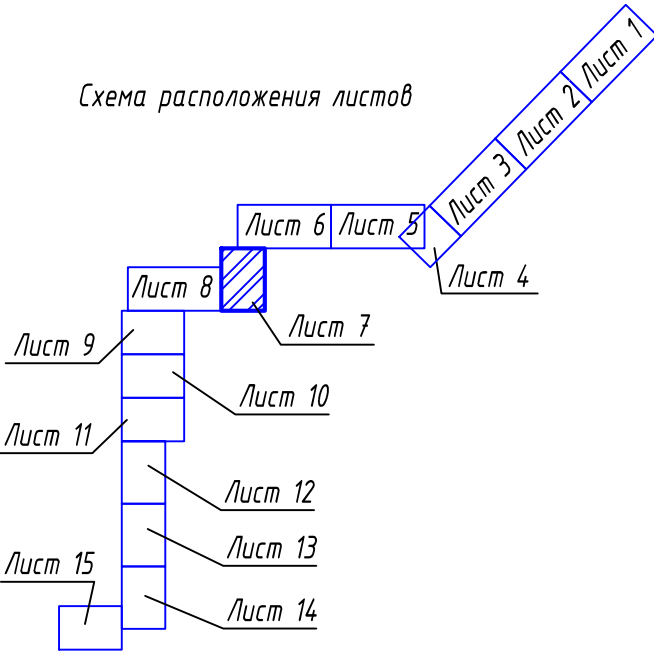 Схема расположения листов
Лист 1
Лист 2
Лист 3
Лист 4
Лист 5
Лист 6
Лист 7
Лист 8
Лист 9
Лист 10
Лист 11
Лист 12
Лист 13
Лист 14
Лист 15